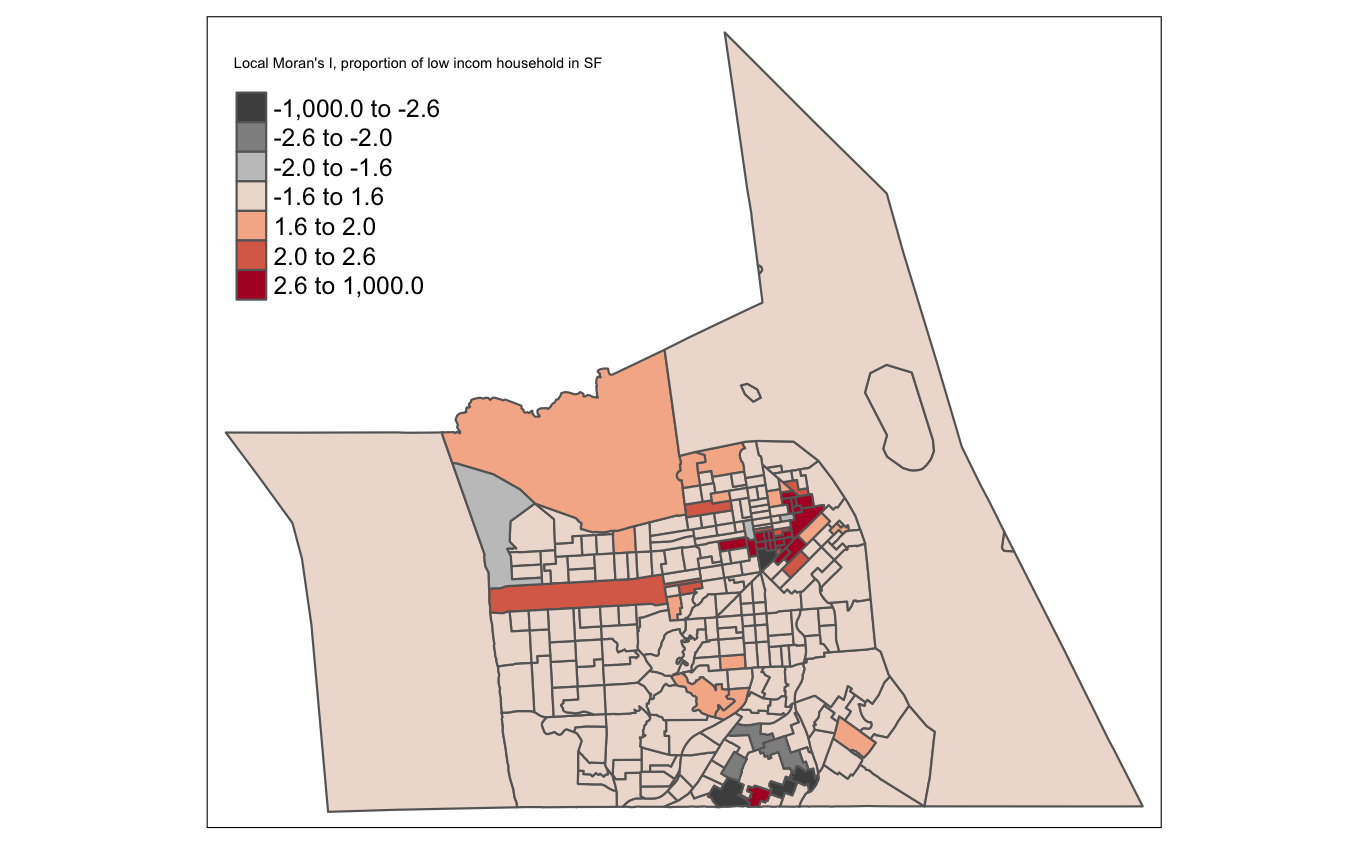 Local Moran's I, proportion of low incom household in SF
-1,000.0 to -2.6
-2.6 to -2.0
-2.0 to -1.6
-1.6 to 1.6
1.6 to 2.0
2.0 to 2.6
2.6 to 1,000.0